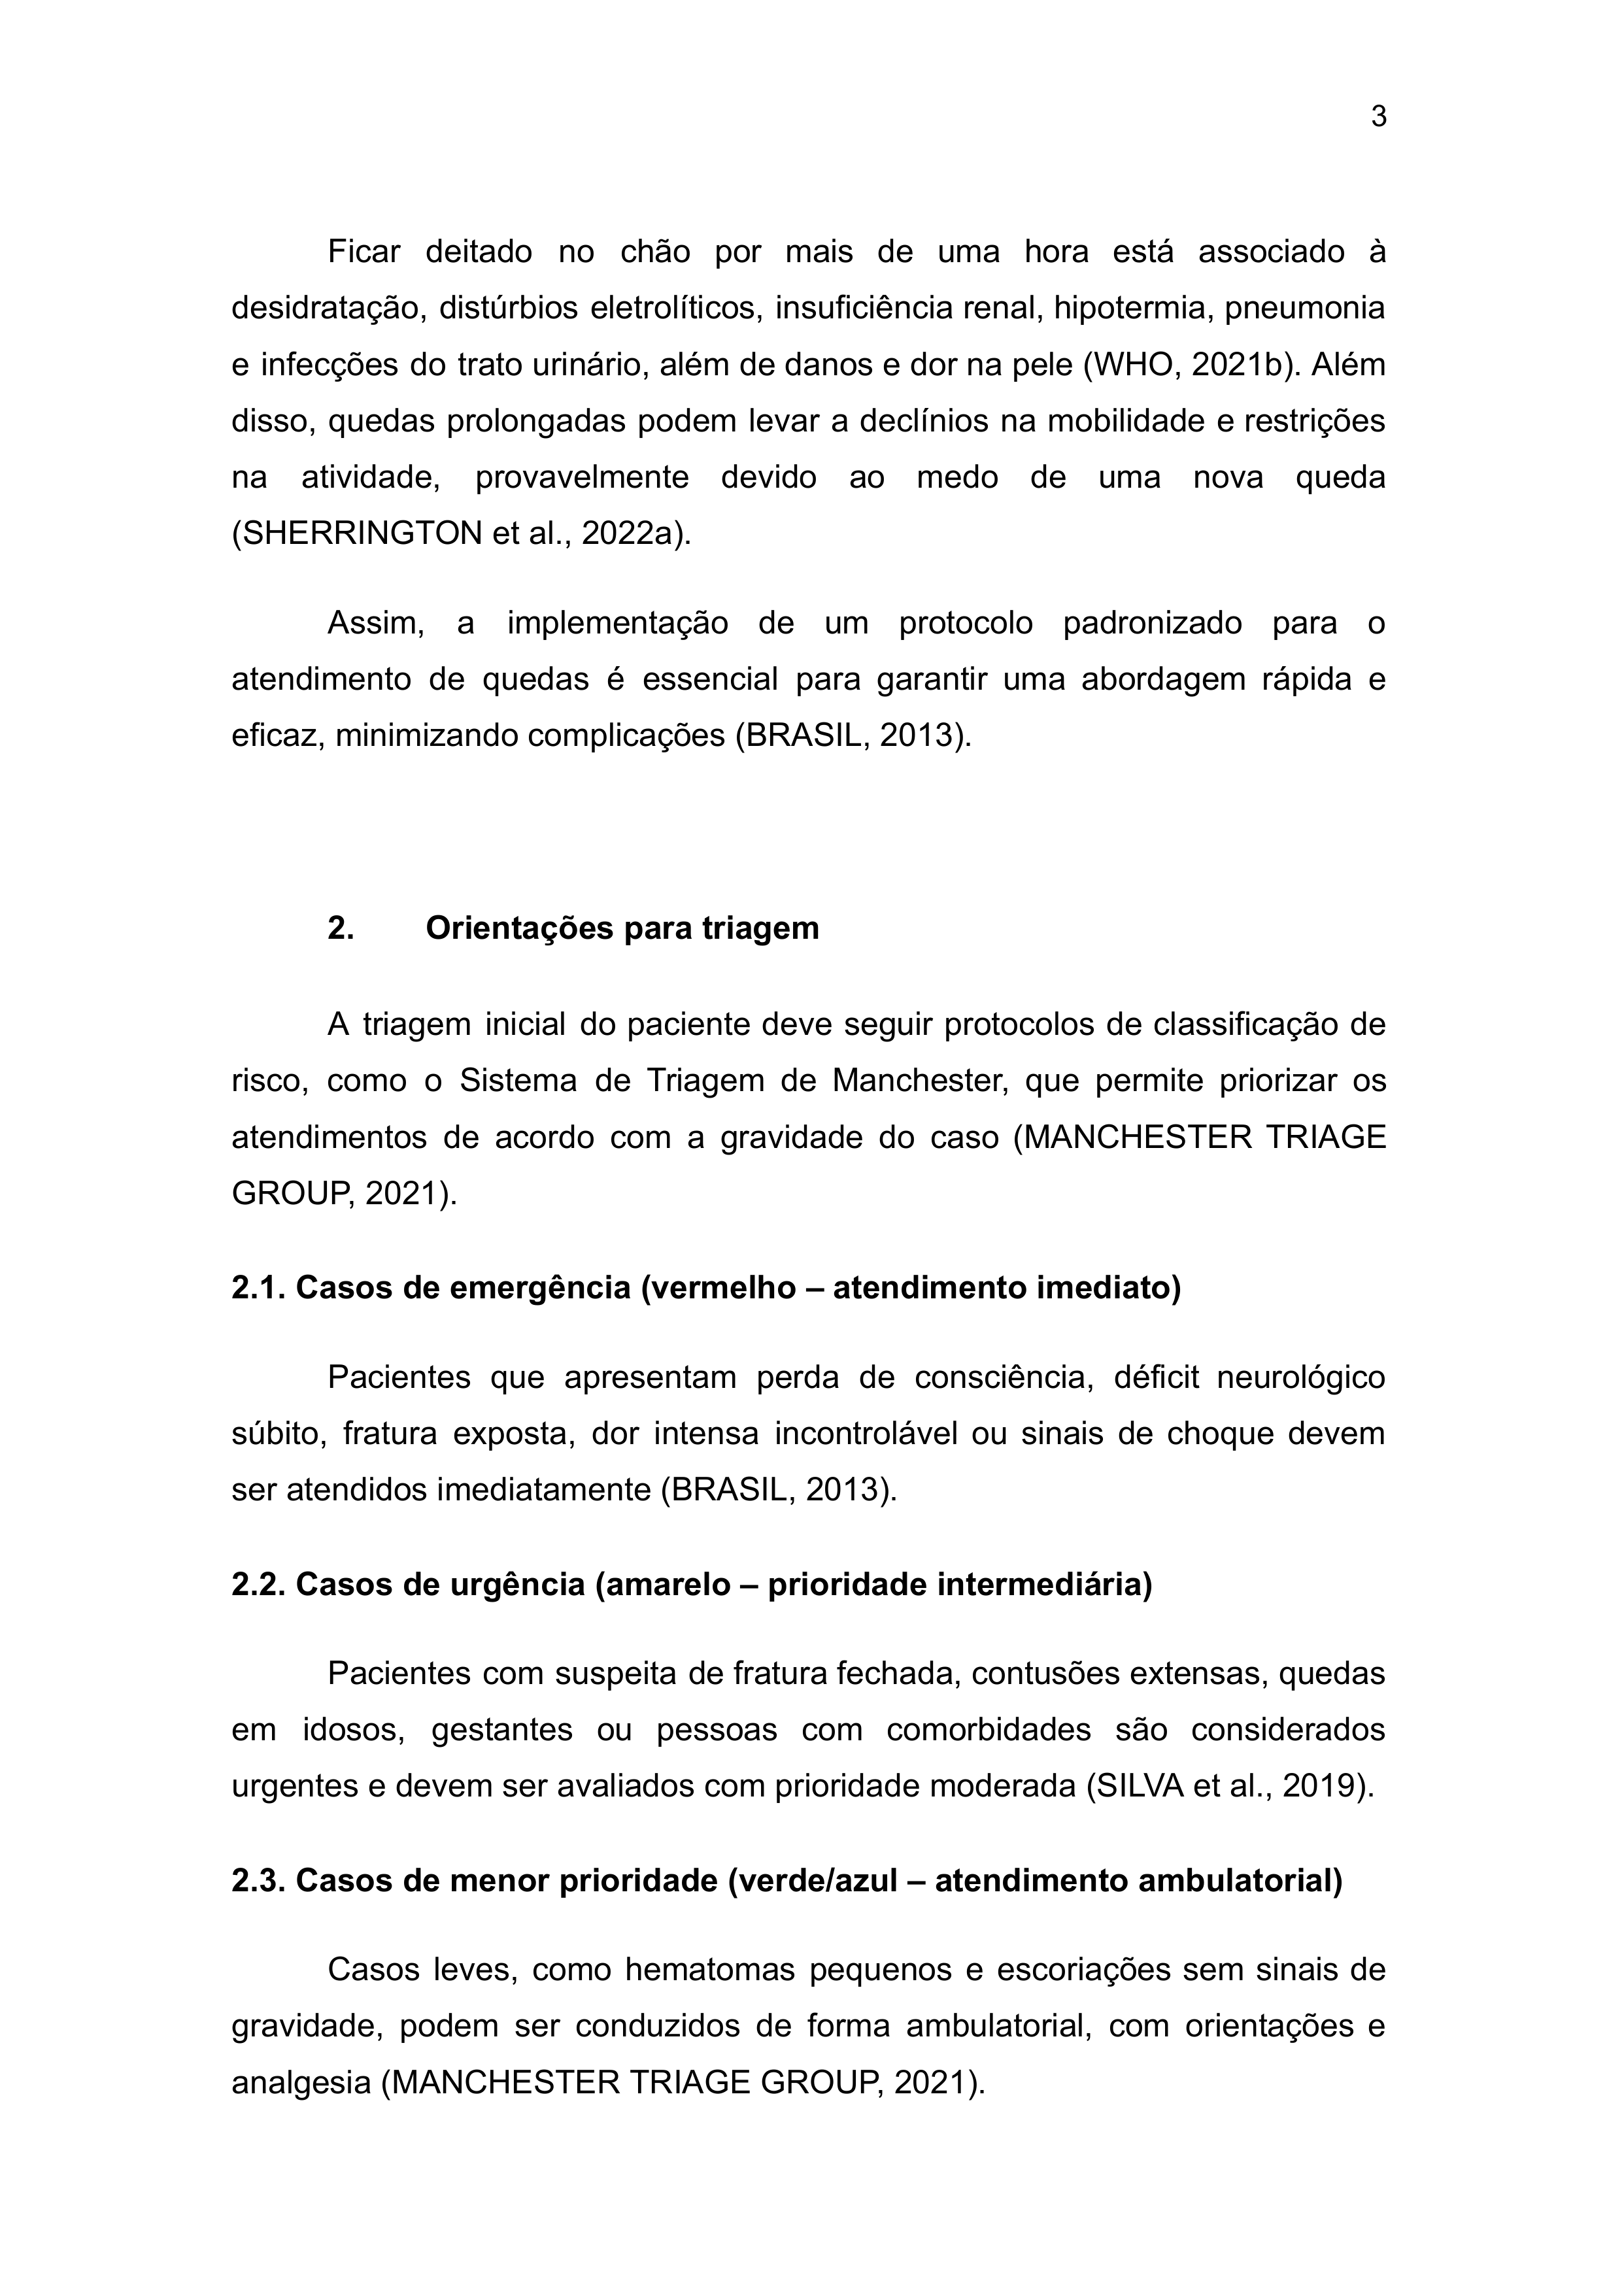 3
Ficar deitado no chão por mais de uma hora está associado à
desidratação, distúrbios eletrolíticos, insuficiência renal, hipotermia, pneumonia
e infecções do trato urinário, além de danos e dor na pele (WHO, 2021b). Além
disso, quedas prolongadas podem levar a declínios na mobilidade e restrições
na atividade, provavelmente devido ao medo de uma nova queda
(SHERRINGTON et al., 2022a).
Assim, a implementação de um protocolo padronizado para o
atendimento de quedas é essencial para garantir uma abordagem rápida e
eficaz, minimizando complicações (BRASIL, 2013).
2. Orientações para triagem
A triagem inicial do paciente deve seguir protocolos de classificação de
risco, como o Sistema de Triagem de Manchester, que permite priorizar os
atendimentos de acordo com a gravidade do caso (MANCHESTER TRIAGE
GROUP, 2021).
2.1. Casos de emergência (vermelho – atendimento imediato)
Pacientes que apresentam perda de consciência, déficit neurológico
súbito, fratura exposta, dor intensa incontrolável ou sinais de choque devem
ser atendidos imediatamente (BRASIL, 2013).
2.2. Casos de urgência (amarelo – prioridade intermediária)
Pacientes com suspeita de fratura fechada, contusões extensas, quedas
em idosos, gestantes ou pessoas com comorbidades são considerados
urgentes e devem ser avaliados com prioridade moderada (SILVA et al., 2019).
2.3. Casos de menor prioridade (verde/azul – atendimento ambulatorial)
Casos leves, como hematomas pequenos e escoriações sem sinais de
gravidade, podem ser conduzidos de forma ambulatorial, com orientações e
analgesia (MANCHESTER TRIAGE GROUP, 2021).